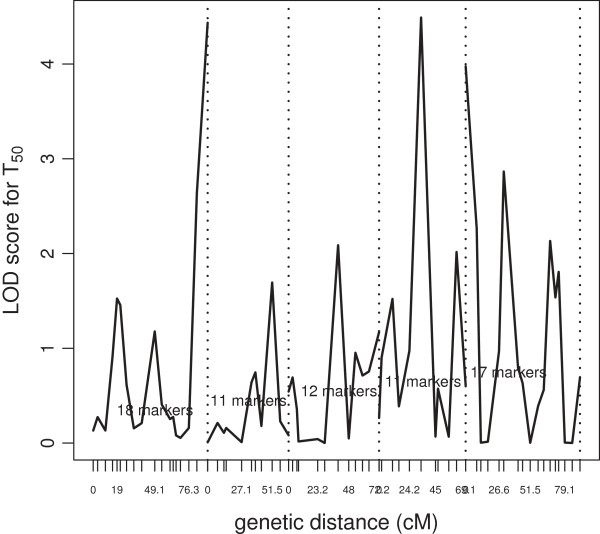 LOD score for T50
4
3
2
1
0
18 markers
11 markers
12 markers
11 markers
17 markers
0 19 49.1 76.3 0 27.1 51.5 0 23.2 48 24.2 45 26.6 51.5 79.1
genetic distance (cM)